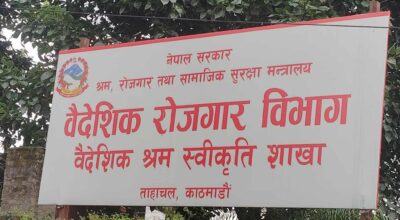 नेपाल सरकार
श्रम, रोजगार तथा सामाजिक सुरक्षा मन्त्रालय
वैदेशिक रोजगार विभाग
वैदेशिक श्रम स्वीकृति शाखा
ताहाचल, काठमाडौं